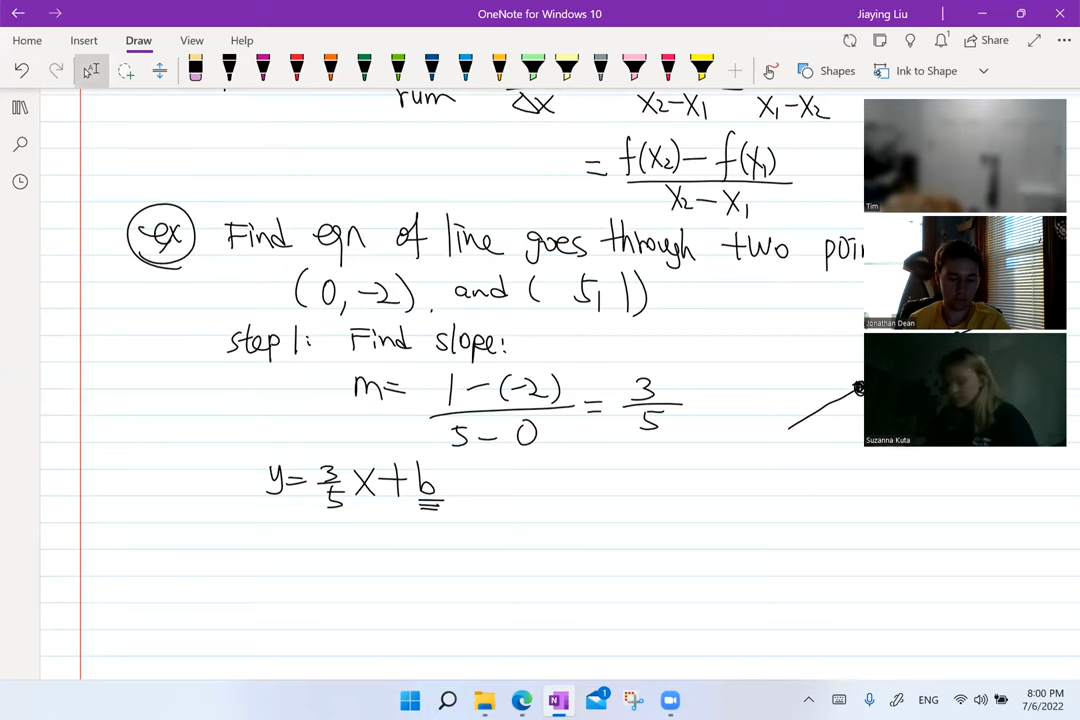 OneNote for Windows 10
Jiaying Liu
Home Insert Draw View Help
Share
Shapes
Ink to Shape
rum Δx x2-x1 x1-x2
= f(x2) - f(x1)
x2 - x1
Tim
ex Find eqn of line goes through two poin
(0, -2). and ( 5, 1)
Jonathan Dean
step 1: Find slope:
m = 1 - (-2) = 3
5 - 0 5
Suzanna Kuta
y = 3/5 x + b
1
ENG
8:00 PM
7/6/2022